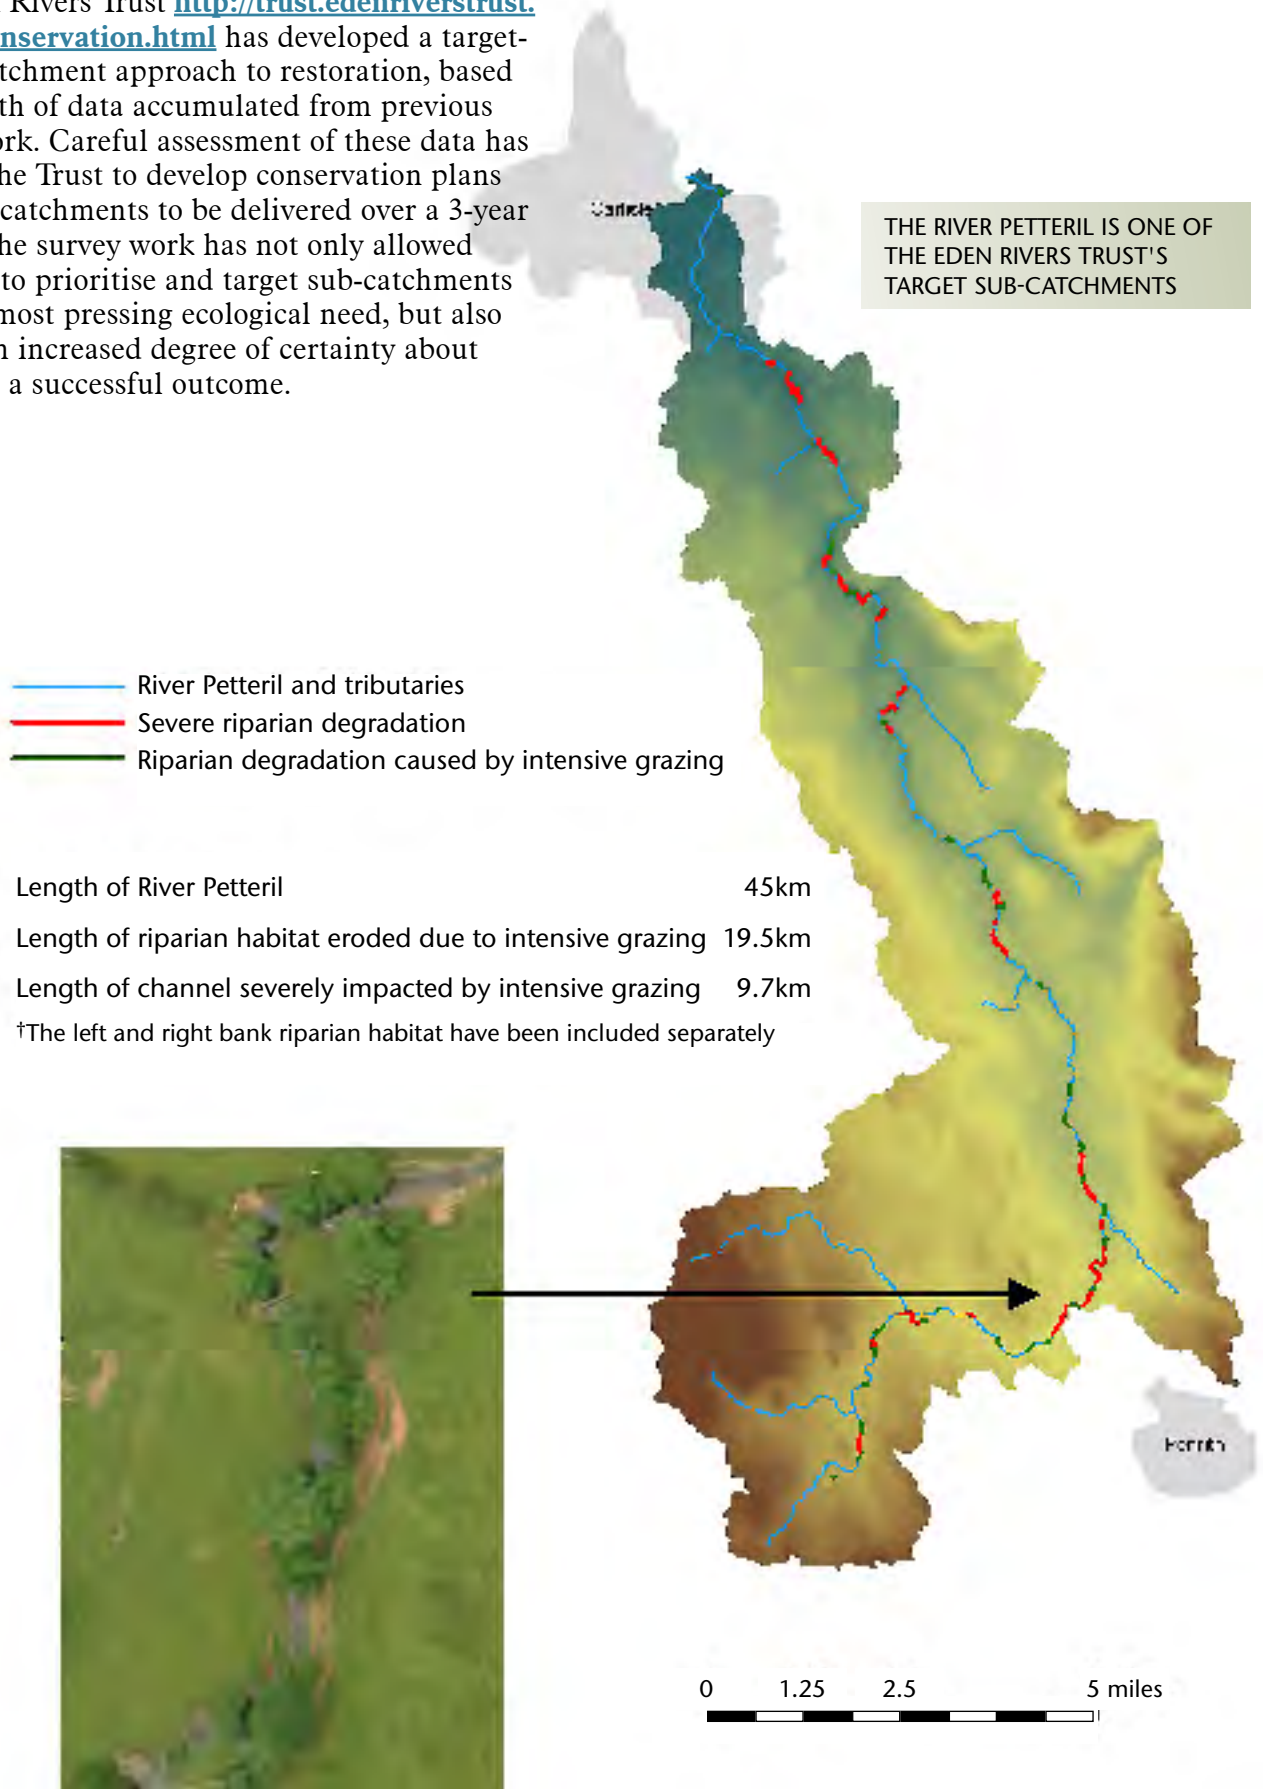 Rivers Trust http://trust.edenriverstrust.
nservation.html has developed a target-
tchment approach to restoration, based
th of data accumulated from previous
ork. Careful assessment of these data has
he Trust to develop conservation plans
catchments to be delivered over a 3-year
he survey work has not only allowed
to prioritise and target sub-catchments
most pressing ecological need, but also
n increased degree of certainty about
a successful outcome.
Carlisle
THE RIVER PETTERIL IS ONE OF
THE EDEN RIVERS TRUST'S
TARGET SUB-CATCHMENTS
River Petteril and tributaries
Severe riparian degradation
Riparian degradation caused by intensive grazing
Length of River Petteril 45km
Length of riparian habitat eroded due to intensive grazing 19.5km
Length of channel severely impacted by intensive grazing 9.7km
†The left and right bank riparian habitat have been included separately
Penrith
0 1.25 2.5 5 miles